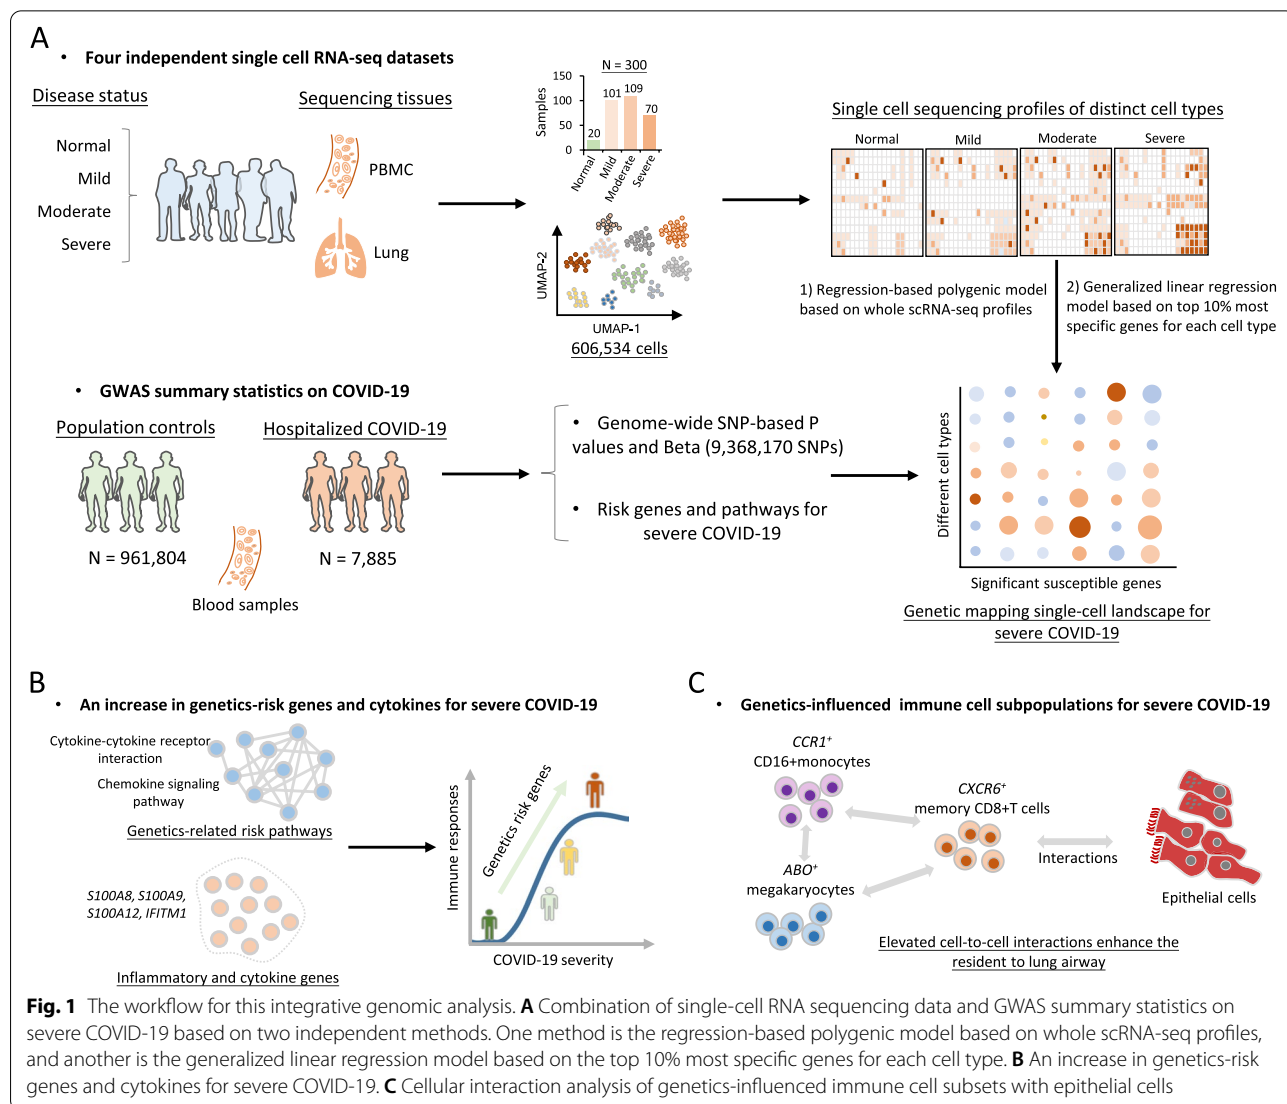 A
• Four independent single cell RNA-seq datasets
Disease status
Normal
Mild
Moderate
Severe
Sequencing tissues
PBMC
Lung
N = 300
Samples
150
100
50
0
20
101
109
70
Normal
Mild
Moderate
Severe
UMAP-2
UMAP-1
606,534 cells
Single cell sequencing profiles of distinct cell types
Normal
Mild
Moderate
Severe
1) Regression-based polygenic model
based on whole scRNA-seq profiles
2) Generalized linear regression
model based on top 10% most
specific genes for each cell type
• GWAS summary statistics on COVID-19
Population controls
Hospitalized COVID-19
N = 961,804
N = 7,885
Blood samples
• Genome-wide SNP-based P
values and Beta (9,368,170 SNPs)
• Risk genes and pathways for
severe COVID-19
Different cell types
Significant susceptible genes
Genetic mapping single-cell landscape for
severe COVID-19
B
• An increase in genetics-risk genes and cytokines for severe COVID-19
Cytokine-cytokine receptor
interaction
Chemokine signaling
pathway
Genetics-related risk pathways
S100A8, S100A9,
S100A12, IFITM1
Inflammatory and cytokine genes
Immune responses
Genetics risk genes
COVID-19 severity
C
• Genetics-influenced immune cell subpopulations for severe COVID-19
CCR1+
CD16+monocytes
CXCR6+
memory CD8+T cells
ABO+
megakaryocytes
Interactions
Epithelial cells
Elevated cell-to-cell interactions enhance the
resident to lung airway
Fig. 1 The workflow for this integrative genomic analysis. A Combination of single-cell RNA sequencing data and GWAS summary statistics on
severe COVID-19 based on two independent methods. One method is the regression-based polygenic model based on whole scRNA-seq profiles,
and another is the generalized linear regression model based on the top 10% most specific genes for each cell type. B An increase in genetics-risk
genes and cytokines for severe COVID-19. C Cellular interaction analysis of genetics-influenced immune cell subsets with epithelial cells